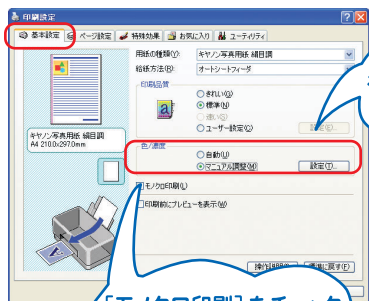 印刷設定
基本設定 ページ設定 特殊効果 お気に入り ユーティリティ
用紙の種類(Y): キヤノン写真用紙 絹目調
給紙方法(P): オートシートフィーダ
印刷品質
きれい(G)
標準(N)
速い(S)
ユーザー設定(C) 設定(E)...
キヤノン写真用紙 絹目調
A4 210.0x297.0mm
色/濃度
自動(U)
マニュアル調整(M) 設定(T)...
モノクロ印刷(L)
印刷前にプレビューを表示(W)
標準に戻す(F)
[モノクロ印刷]をチェック